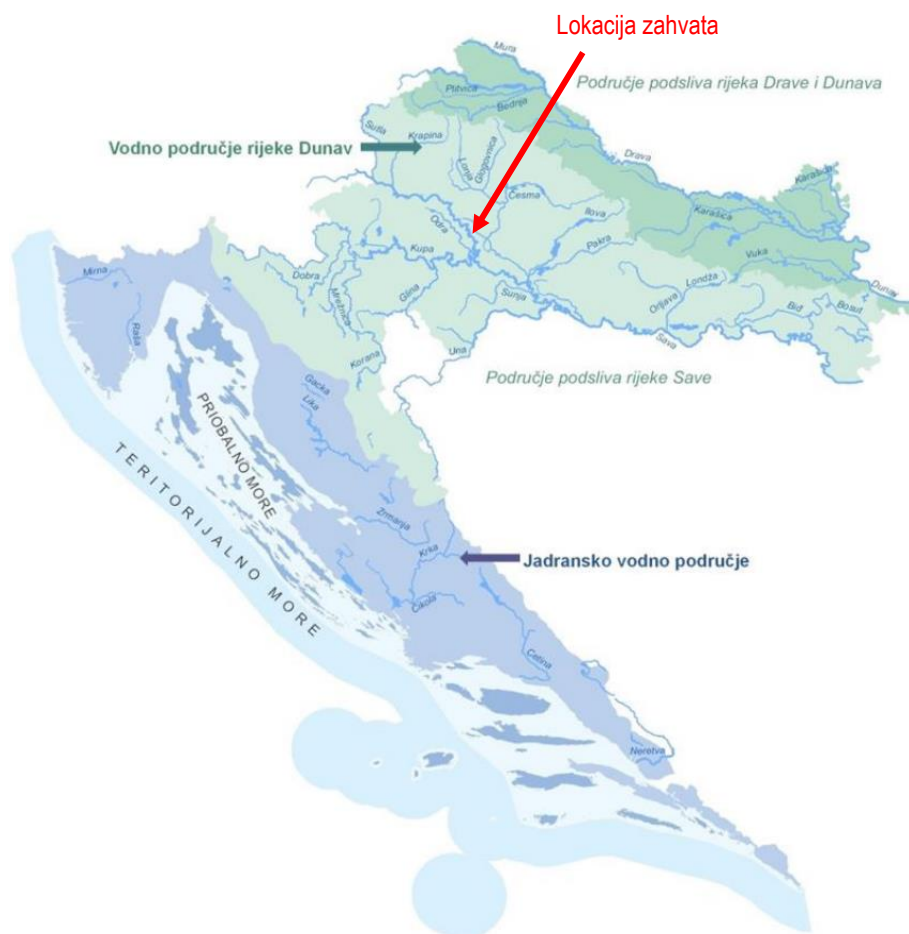 Lokacija zahvata
Mura
Područje podsliva rijeka Drave i Dunava
Plitvica
Bednja
Sutla
Krapina
Vodno područje rijeke Dunav
Lonja
Glogovnica
Drava
Česma
Karašica
Ilova
Odra
Karašica
Kupa
Pakra
Vuka
Dunav
Mirna
Dobra
Mrežnica
Glina
Sunja
Londža
Orljava
Bid
Bosut
Raša
Sava
Korana
Una
Područje podsliva rijeke Save
Gacka
Lika
PRIOBALNO MORE
TERITORIJALNO MORE
Zrmanja
Krka
Jadransko vodno područje
Čikola
Cetina
Neretva